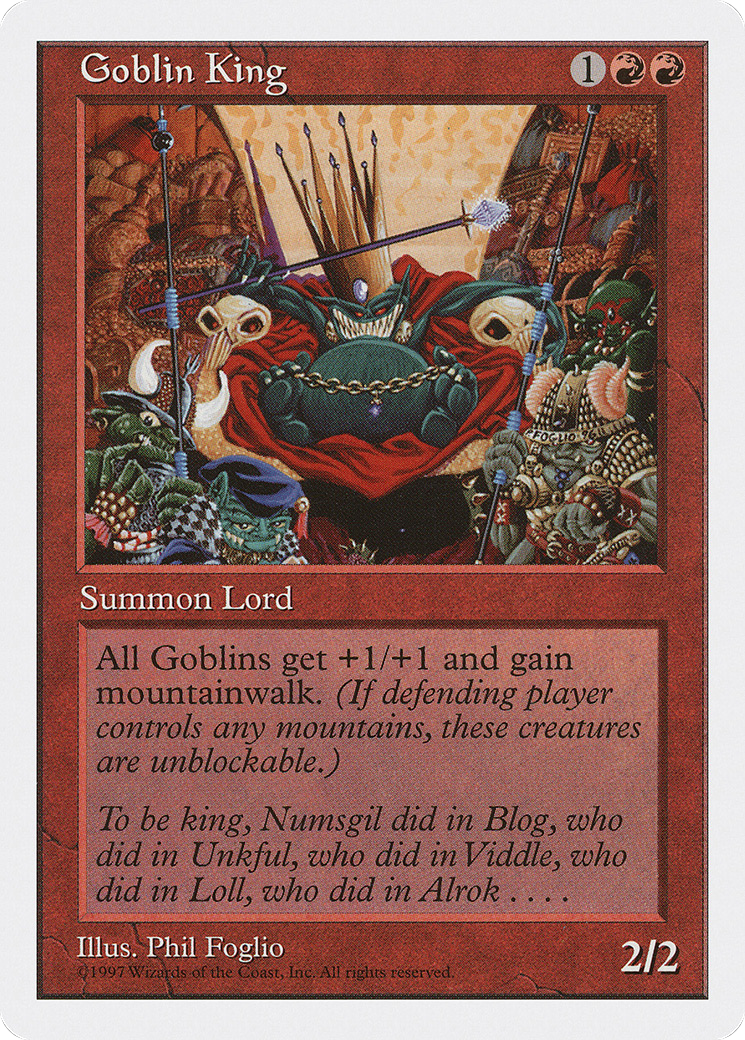 Goblin King
1
FOGLIO 96
Summon Lord
All Goblins get +1/+1 and gain
mountainwalk. (If defending player
controls any mountains, these creatures
are unblockable.)
To be king, Numsgil did in Blog, who
did in Unkful, who did in Viddle, who
did in Loll, who did in Alrok . . . .
Illus. Phil Foglio
©1997 Wizards of the Coast, Inc. All rights reserved.
2/2